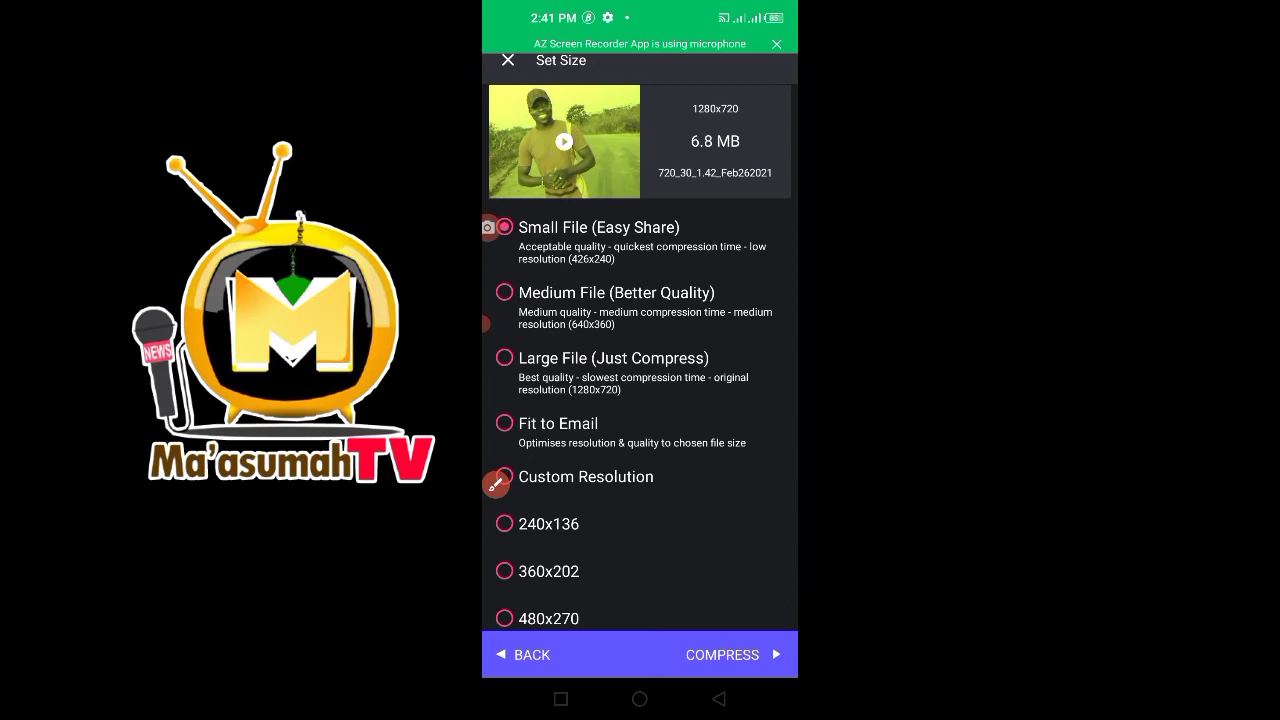 2:41 PM
85
AZ Screen Recorder App is using microphone
Set Size
1280x720
6.8 MB
720_30_1.42_Feb262021
Small File (Easy Share)
Acceptable quality - quickest compression time - low
resolution (426x240)
Medium File (Better Quality)
Medium quality - medium compression time - medium
resolution (640x360)
Large File (Just Compress)
Best quality - slowest compression time - original
resolution (1280x720)
Fit to Email
Optimises resolution & quality to chosen file size
Custom Resolution
240x136
360x202
480x270
BACK
COMPRESS
M
NEWS
Ma'asumahTV